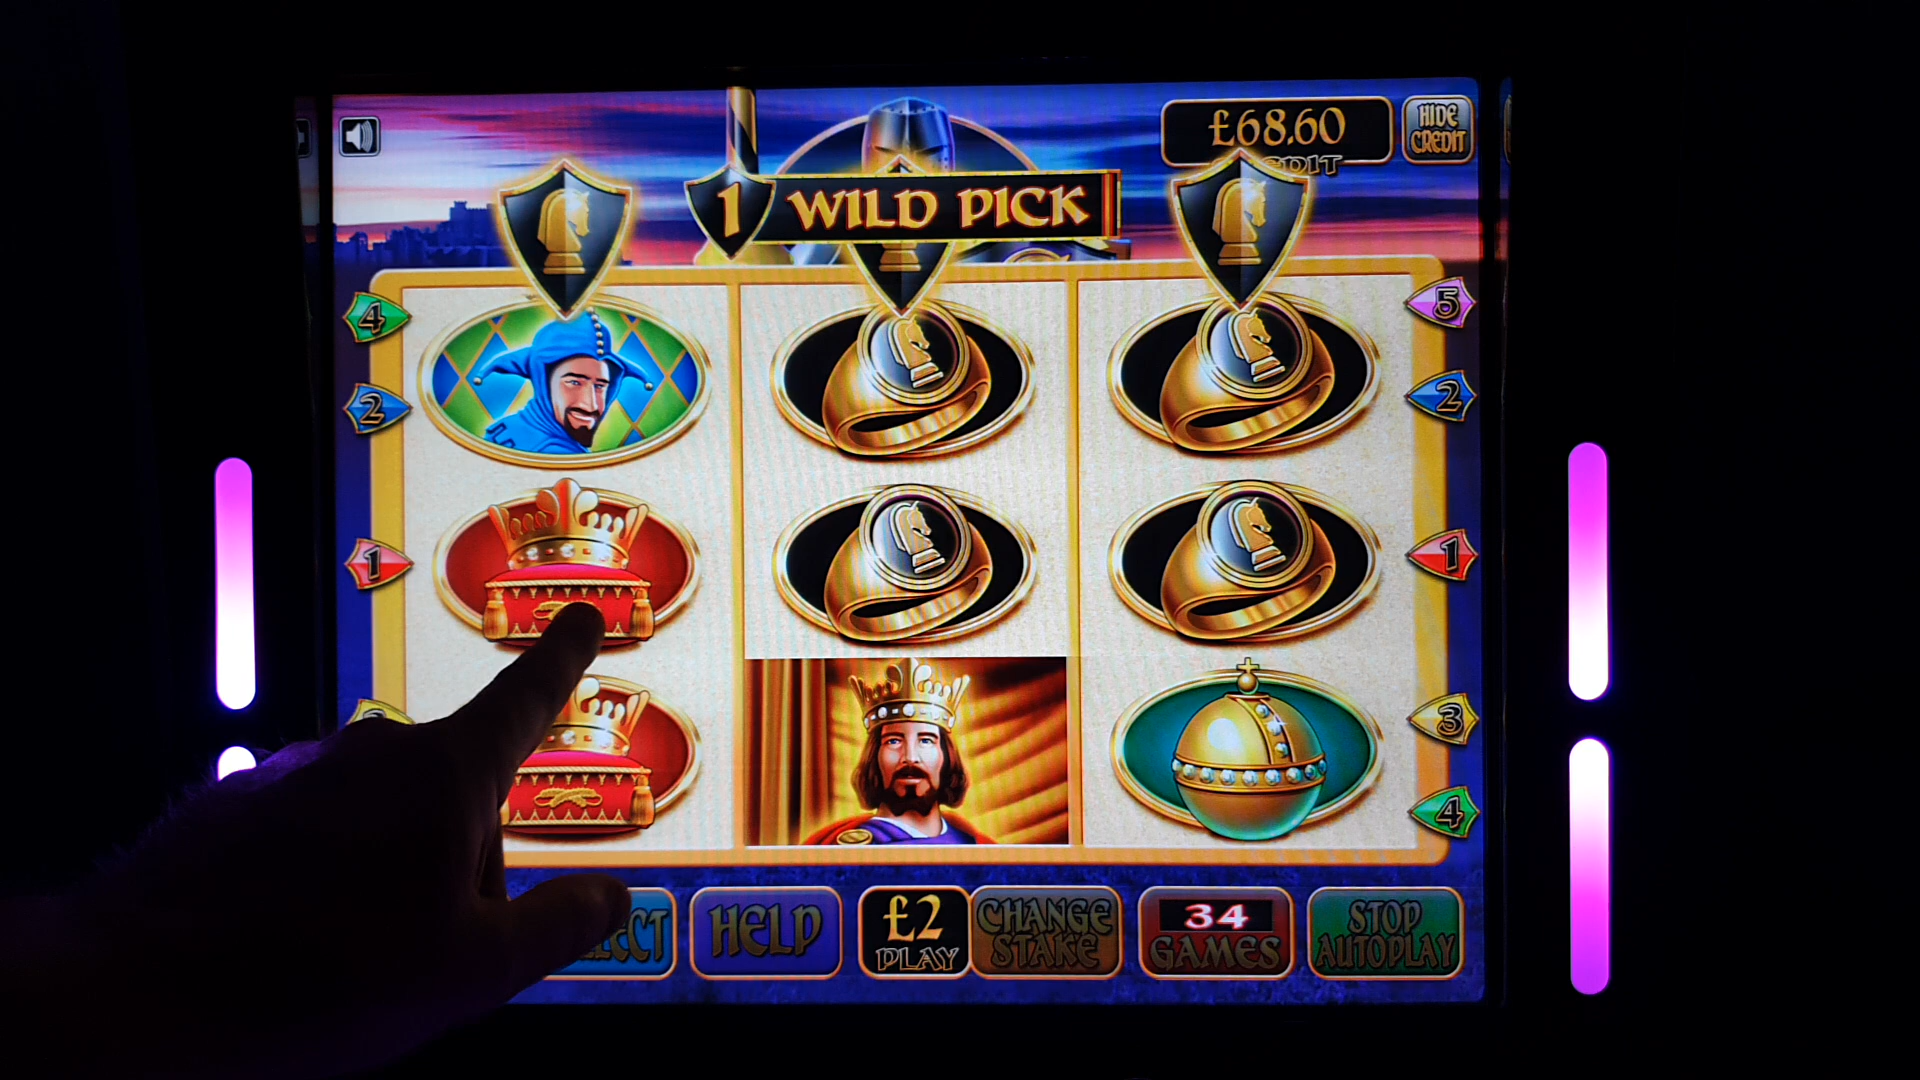 £68.60
HIDE
CREDIT
1 WILD PICK
4
5
2
2
1
1
3
4
HELP
£2
PLAY
CHANGE
STAKE
34
GAMES
STOP
AUTOPLAY